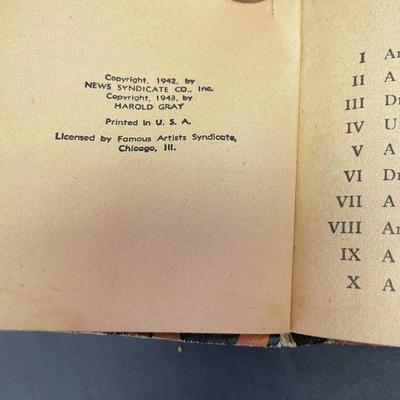 Copyright, 1942, by
NEWS SYNDICATE CO., Inc.
Copyright, 1943, by
HAROLD GRAY
Printed in U. S. A.
Licensed by Famous Artists Syndicate,
Chicago, Ill.
I
II A
III
IV
V A
VI
VII A
VIII
IX A
X A